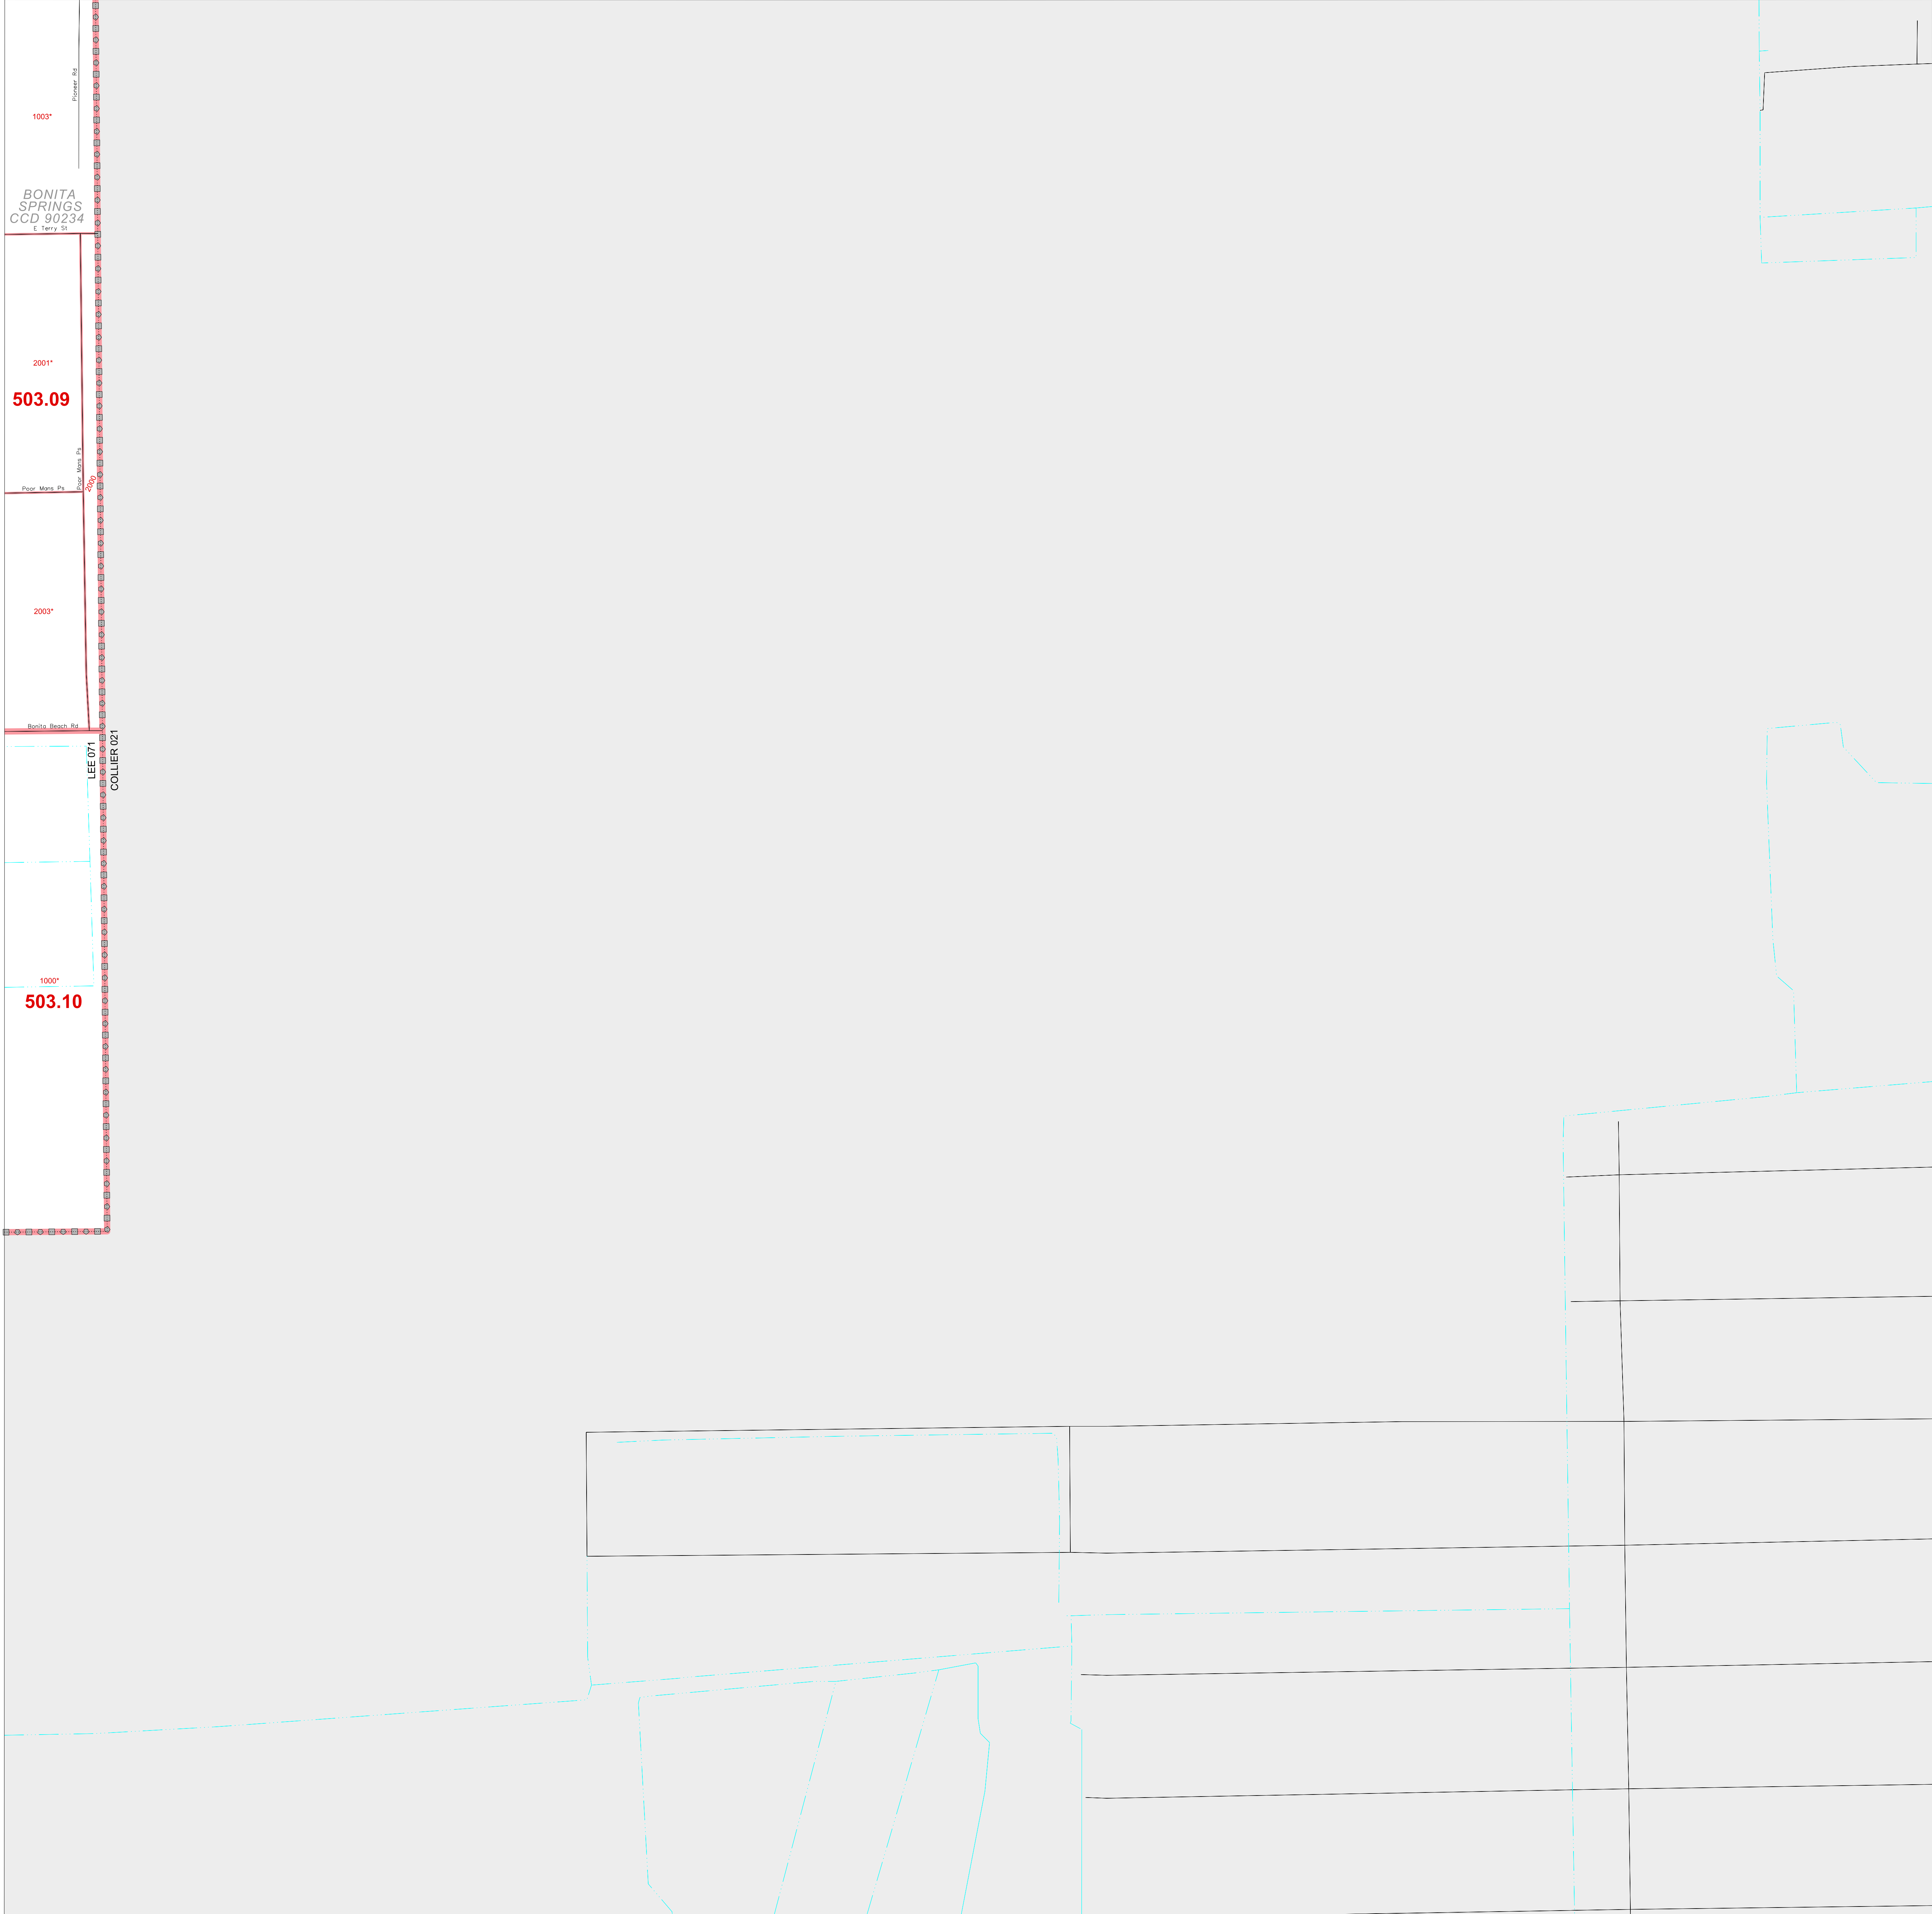 Pioneer Rd
1003*
BONITA
SPRINGS
CCD 90234
E Terry St
2001*
503.09
Poor Mans Ps
Poor Mans Ps
2000
2003*
Bonita Beach Rd
LEE 071
COLLIER 021
1000*
503.10